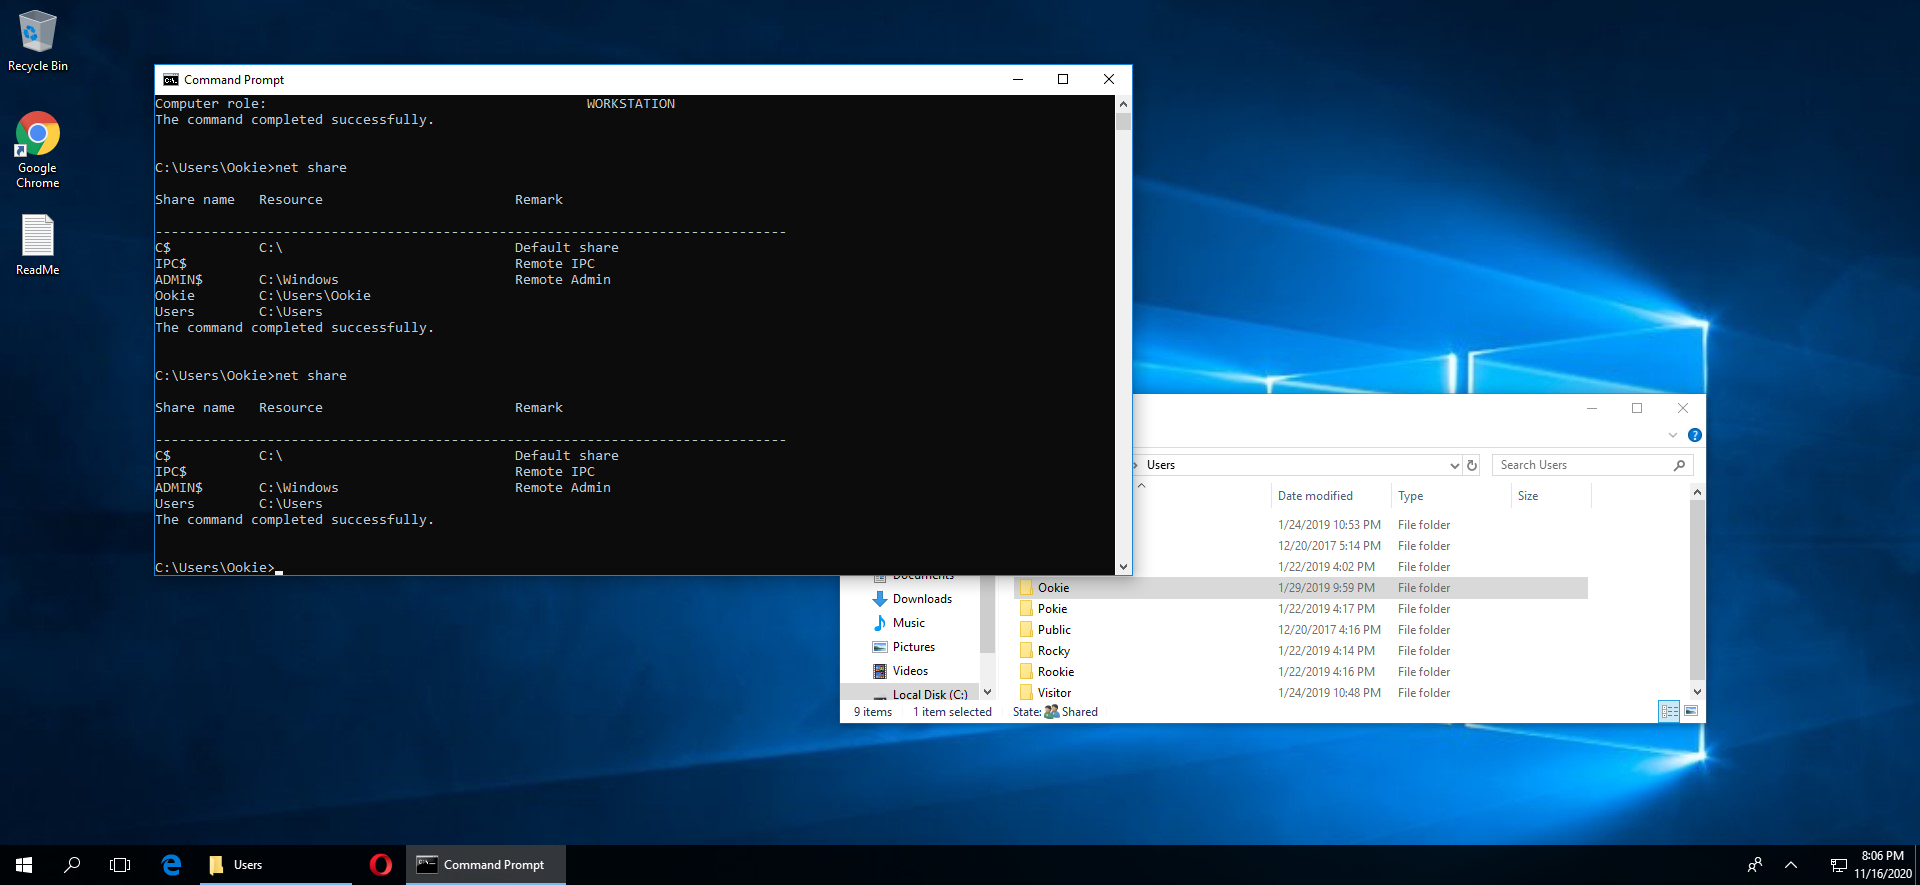 Recycle Bin
Google
Chrome
ReadMe
Command Prompt
Computer role: WORKSTATION
The command completed successfully.
C:\Users\Ookie>net share
Share name Resource Remark
-------------------------------------------------------------------------------
C$ C:\ Default share
IPC$ Remote IPC
ADMIN$ C:\Windows Remote Admin
Ookie C:\Users\Ookie
Users C:\Users
The command completed successfully.
C:\Users\Ookie>net share
Share name Resource Remark
-------------------------------------------------------------------------------
C$ C:\ Default share
IPC$ Remote IPC
ADMIN$ C:\Windows Remote Admin
Users C:\Users
The command completed successfully.
C:\Users\Ookie>
Users
Search Users
Date modified Type Size
1/24/2019 10:53 PM File folder
12/20/2017 5:14 PM File folder
1/22/2019 4:02 PM File folder
Ookie 1/29/2019 9:59 PM File folder
Pokie 1/22/2019 4:17 PM File folder
Public 12/20/2017 4:16 PM File folder
Rocky 1/22/2019 4:14 PM File folder
Rookie 1/22/2019 4:16 PM File folder
Visitor 1/24/2019 10:48 PM File folder
Documents
Downloads
Music
Pictures
Videos
Local Disk (C:)
9 items 1 item selected State: Shared
Users
Command Prompt
8:06 PM
11/16/2020